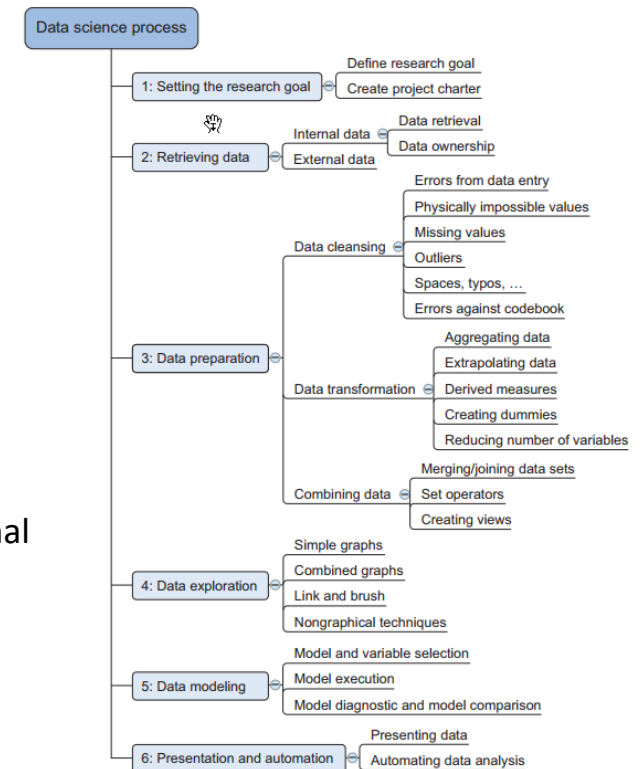 Data science process
1: Setting the research goal
Define research goal
Create project charter
2: Retrieving data
Internal data
Data retrieval
Data ownership
External data
3: Data preparation
Data cleansing
Errors from data entry
Physically impossible values
Missing values
Outliers
Spaces, typos, …
Errors against codebook
Data transformation
Aggregating data
Extrapolating data
Derived measures
Creating dummies
Reducing number of variables
Combining data
Merging/joining data sets
Set operators
Creating views
4: Data exploration
Simple graphs
Combined graphs
Link and brush
Nongraphical techniques
5: Data modeling
Model and variable selection
Model execution
Model diagnostic and model comparison
6: Presentation and automation
Presenting data
Automating data analysis